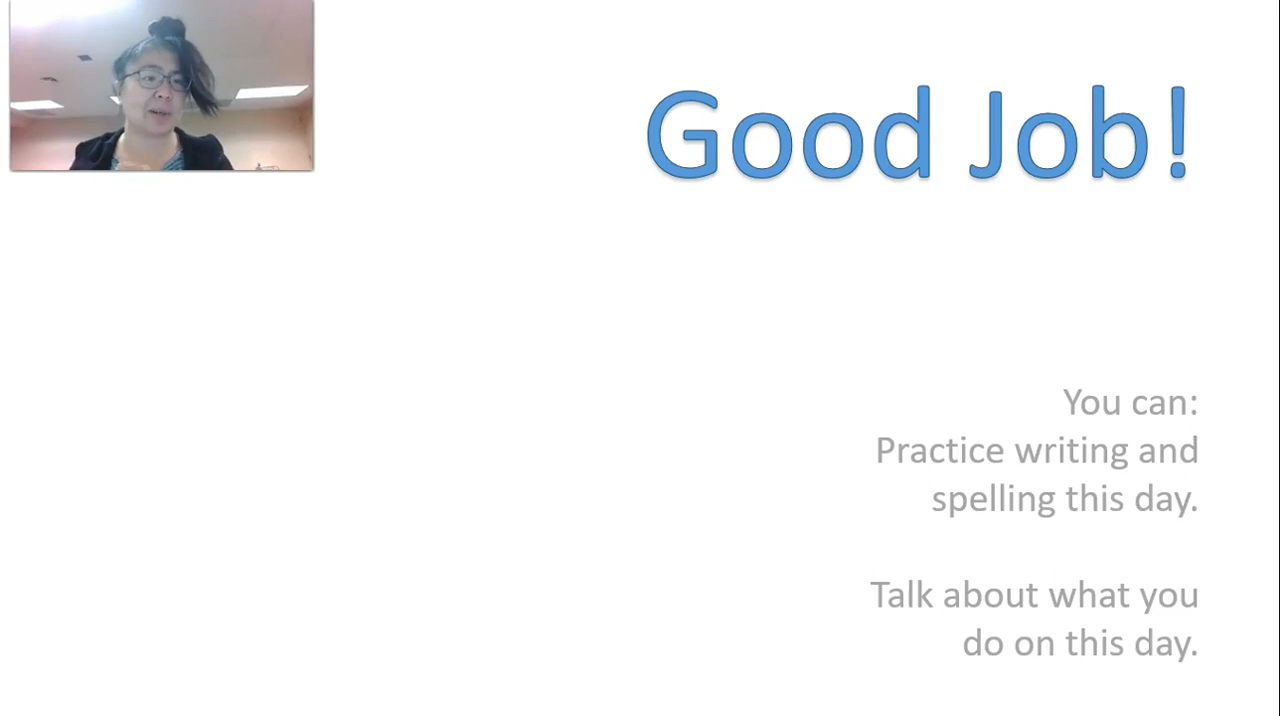 Good Job!
You can:
Practice writing and
spelling this day.
Talk about what you
do on this day.